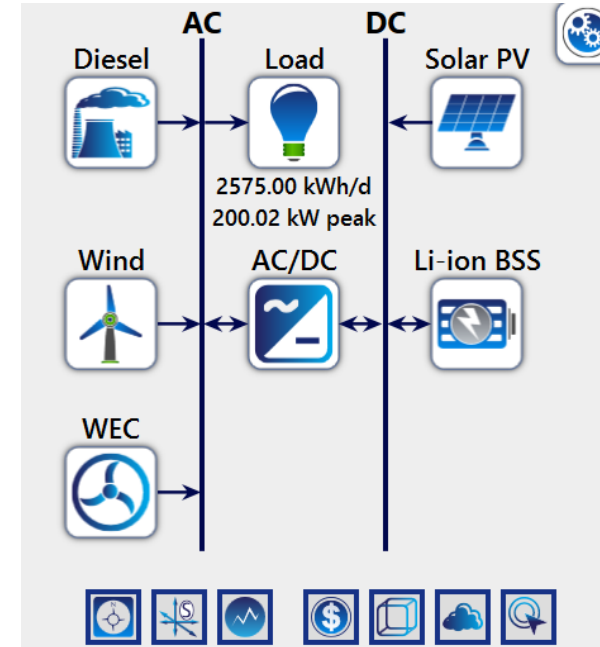 AC DC
Diesel Load Solar PV
2575.00 kWh/d
200.02 kW peak
Wind AC/DC Li-ion BSS
WEC
N
S
$